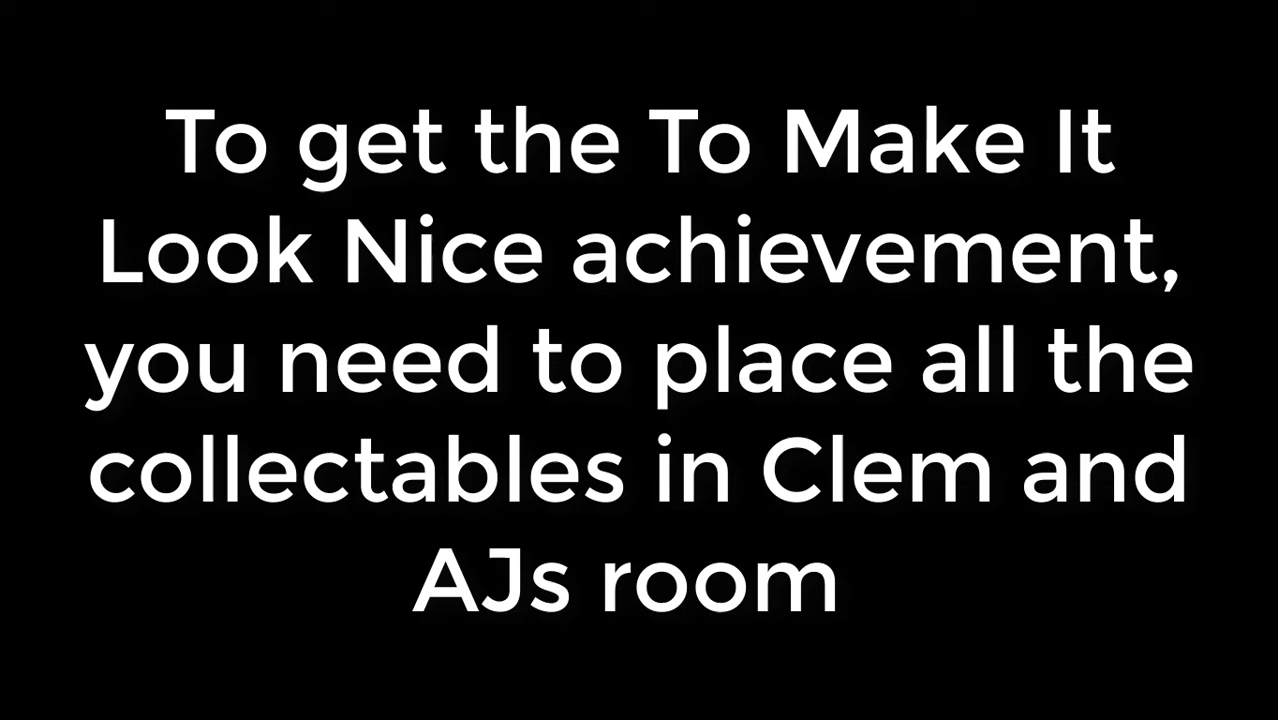 To get the To Make It
Look Nice achievement,
you need to place all the
collectables in Clem and
AJs room